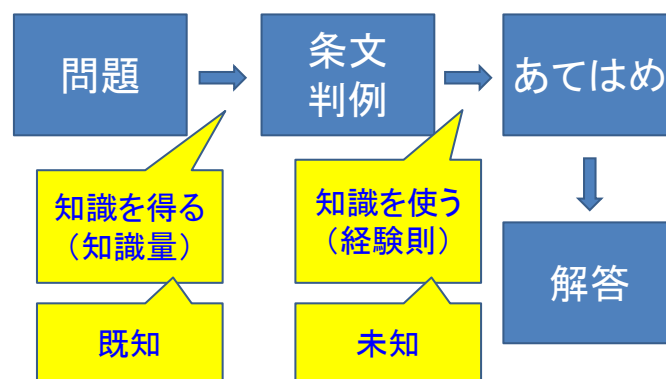 問題
条文
判例
あてはめ
知識を得る
（知識量）
知識を使う
（経験則）
解答
既知
未知